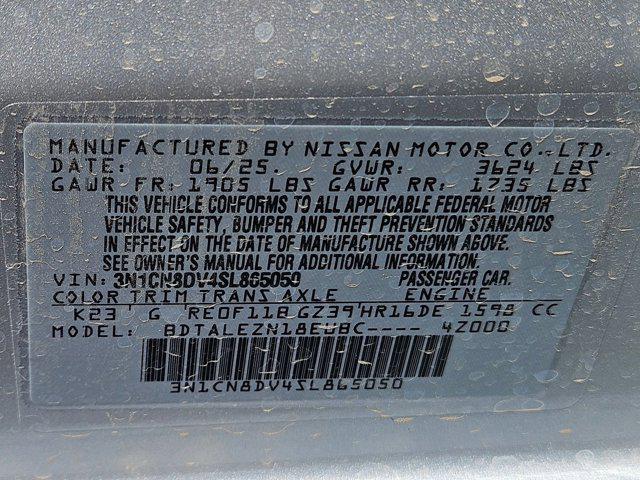 MANUFACTURED BY NISSAN MOTOR CO., LTD.
DATE: 06/25. GVWR: 3624 LBS
GAWR FR: 1905 LBS GAWR RR: 1735 LBS
THIS VEHICLE CONFORMS TO ALL APPLICABLE FEDERAL MOTOR
VEHICLE SAFETY, BUMPER AND THEFT PREVENTION STANDARDS
IN EFFECT ON THE DATE OF MANUFACTURE SHOWN ABOVE.
SEE OWNER'S MANUAL FOR ADDITIONAL INFORMATION.
VIN: 3N1CN8DV4SL865050 PASSENGER CAR.
COLOR TRIM TRANS AXLE ENGINE
K23 G RE0F11B GZ39 HR16DE 1598 CC
BDTALEZN18EWBC---- 4Z000
3N1CN8DV4SL865050